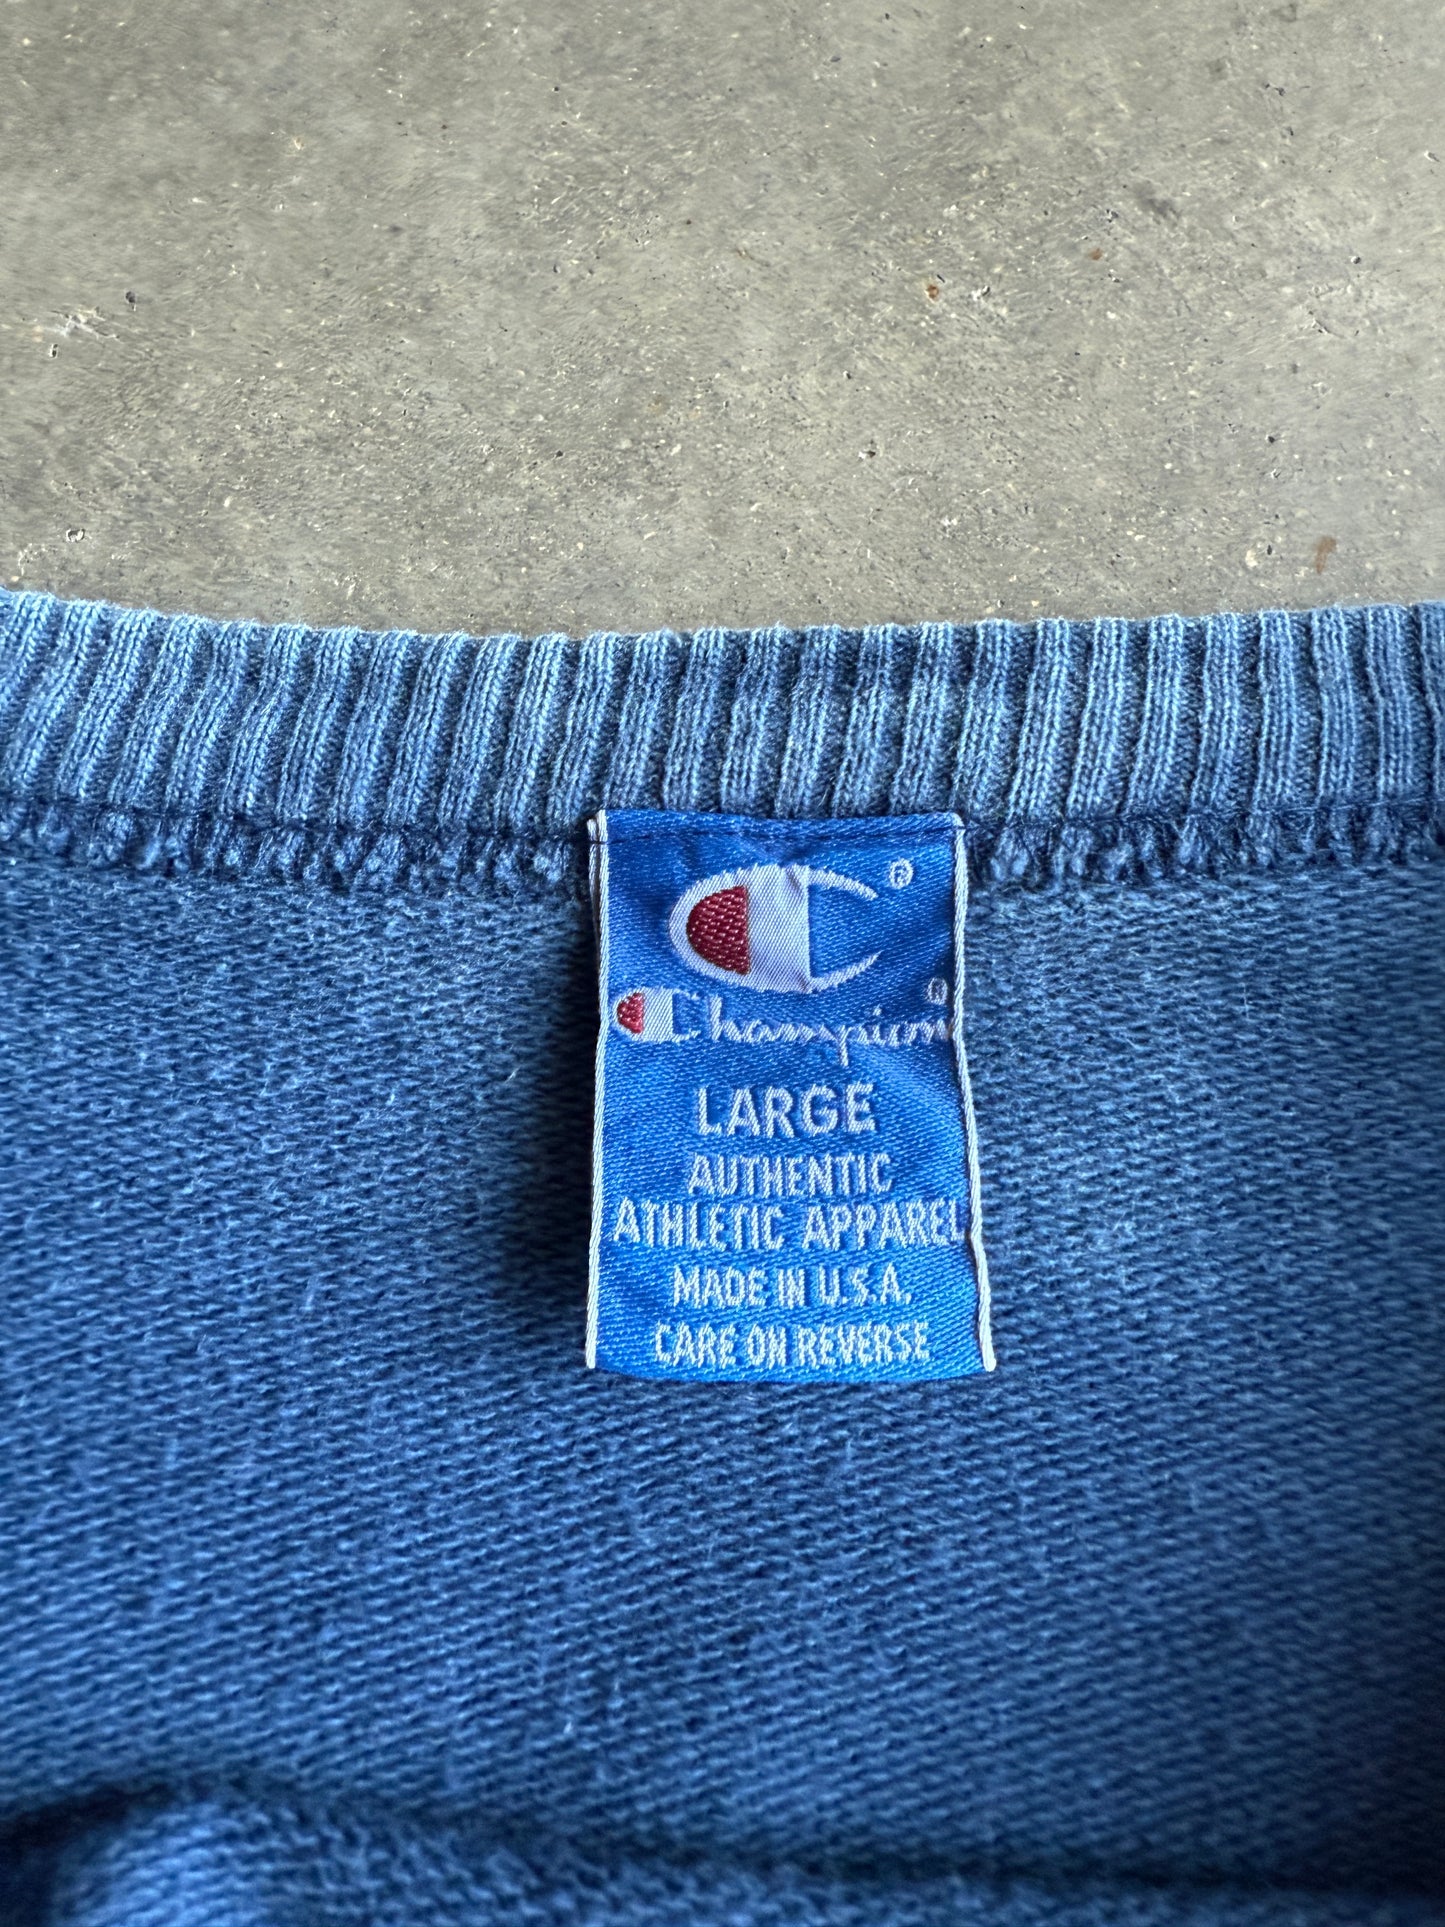 ®
Champion®
LARGE
AUTHENTIC
ATHLETIC APPAREL
MADE IN U.S.A.
CARE ON REVERSE